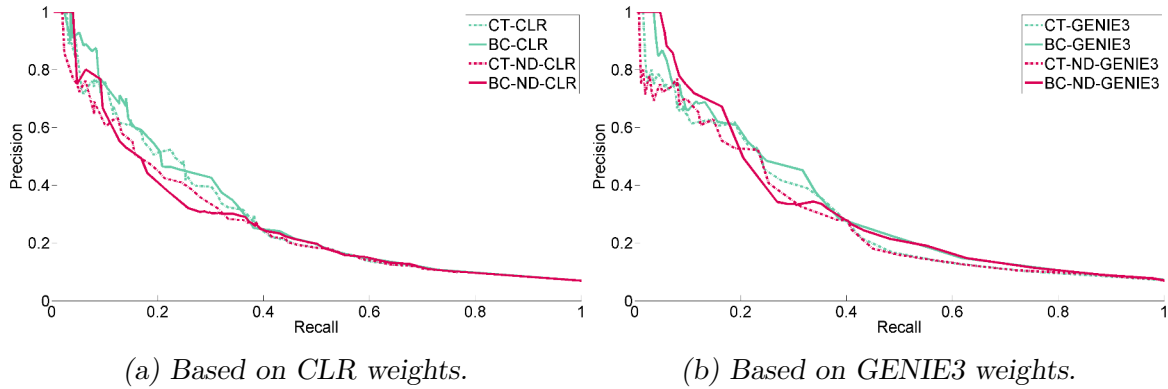 1
0.8
0.6
0.4
0.2
0
Precision
0.2
0.4
0.6
0.8
1
Recall
CT-CLR
BC-CLR
CT-ND-CLR
BC-ND-CLR
(a) Based on CLR weights.
1
0.8
0.6
0.4
0.2
0
Precision
0.2
0.4
0.6
0.8
1
Recall
CT-GENIE3
BC-GENIE3
CT-ND-GENIE3
BC-ND-GENIE3
(b) Based on GENIE3 weights.